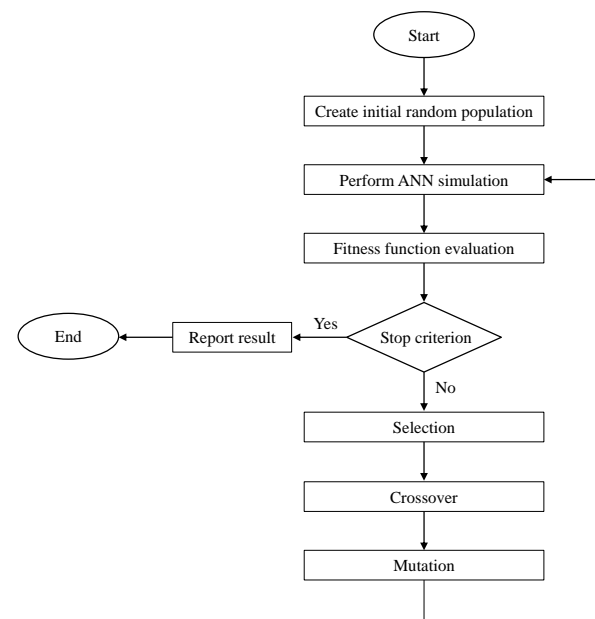 Start
Create initial random population
Perform ANN simulation
Fitness function evaluation
Yes
End
Report result
Stop criterion
No
Selection
Crossover
Mutation